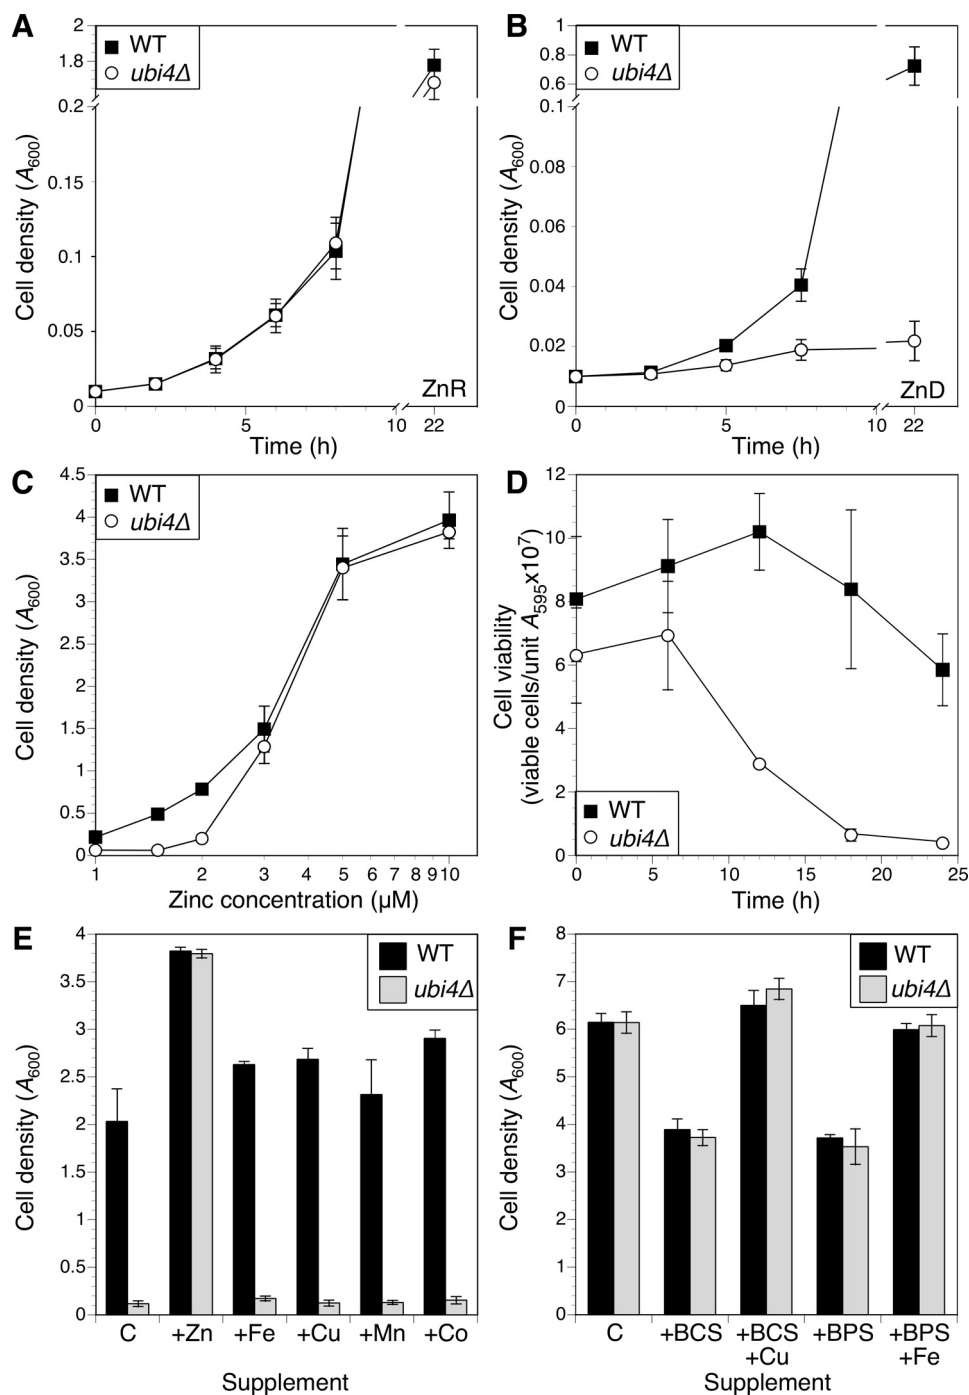 A
WT
ubi4Δ
Cell density (A600)
2
1.8
0.2
0.15
0.1
0.05
0
ZnR
0 5 10 22
Time (h)
B
WT
ubi4Δ
Cell density (A600)
1
0.8
0.6
0.1
0.08
0.06
0.04
0.02
0
ZnD
0 5 10 22
Time (h)
C
WT
ubi4Δ
Cell density (A600)
4.5
4
3.5
3
2.5
2
1.5
1
0.5
0
1 2 3 4 5 6 7 8 9 10
Zinc concentration (µM)
D
Cell viability
(viable cells/unit A595x10⁷)
12
10
8
6
4
2
0
WT
ubi4Δ
0 5 10 15 20 25
Time (h)
E
WT
ubi4Δ
Cell density (A600)
4
3.5
3
2.5
2
1.5
1
0.5
0
C +Zn +Fe +Cu +Mn +Co
Supplement
F
WT
ubi4Δ
Cell density (A600)
8
7
6
5
4
3
2
1
0
C +BCS +BCS +BPS +BPS
+Cu +Fe
Supplement